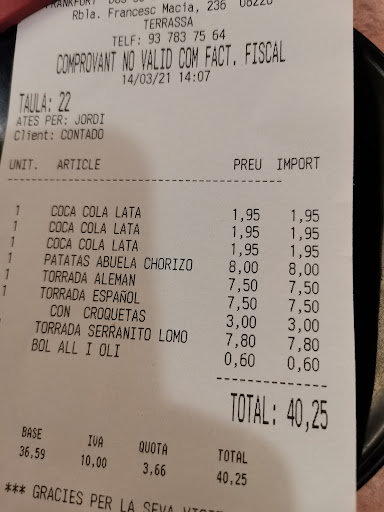 FRANKFORT DOS
Rbla. Francesc Macia, 236 08226
TERRASSA
TELF: 93 783 75 64
COMPROVANT NO VALID COM FACT. FISCAL
14/03/21 14:07
TAULA: 22
ATES PER: JORDI
Client: CONTADO
UNIT. ARTICLE PREU IMPORT
1 COCA COLA LATA 1,95 1,95
1 COCA COLA LATA 1,95 1,95
1 COCA COLA LATA 1,95 1,95
1 PATATAS ABUELA CHORIZO 8,00 8,00
1 TORRADA ALEMAN 7,50 7,50
1 TORRADA ESPAÑOL 7,50 7,50
CON CROQUETAS 3,00 3,00
TORRADA SERRANITO LOMO 7,80 7,80
BOL ALL I OLI 0,60 0,60
TOTAL: 40,25
BASE IVA QUOTA TOTAL
36,59 10,00 3,66 40,25
*** GRACIES PER LA SEVA